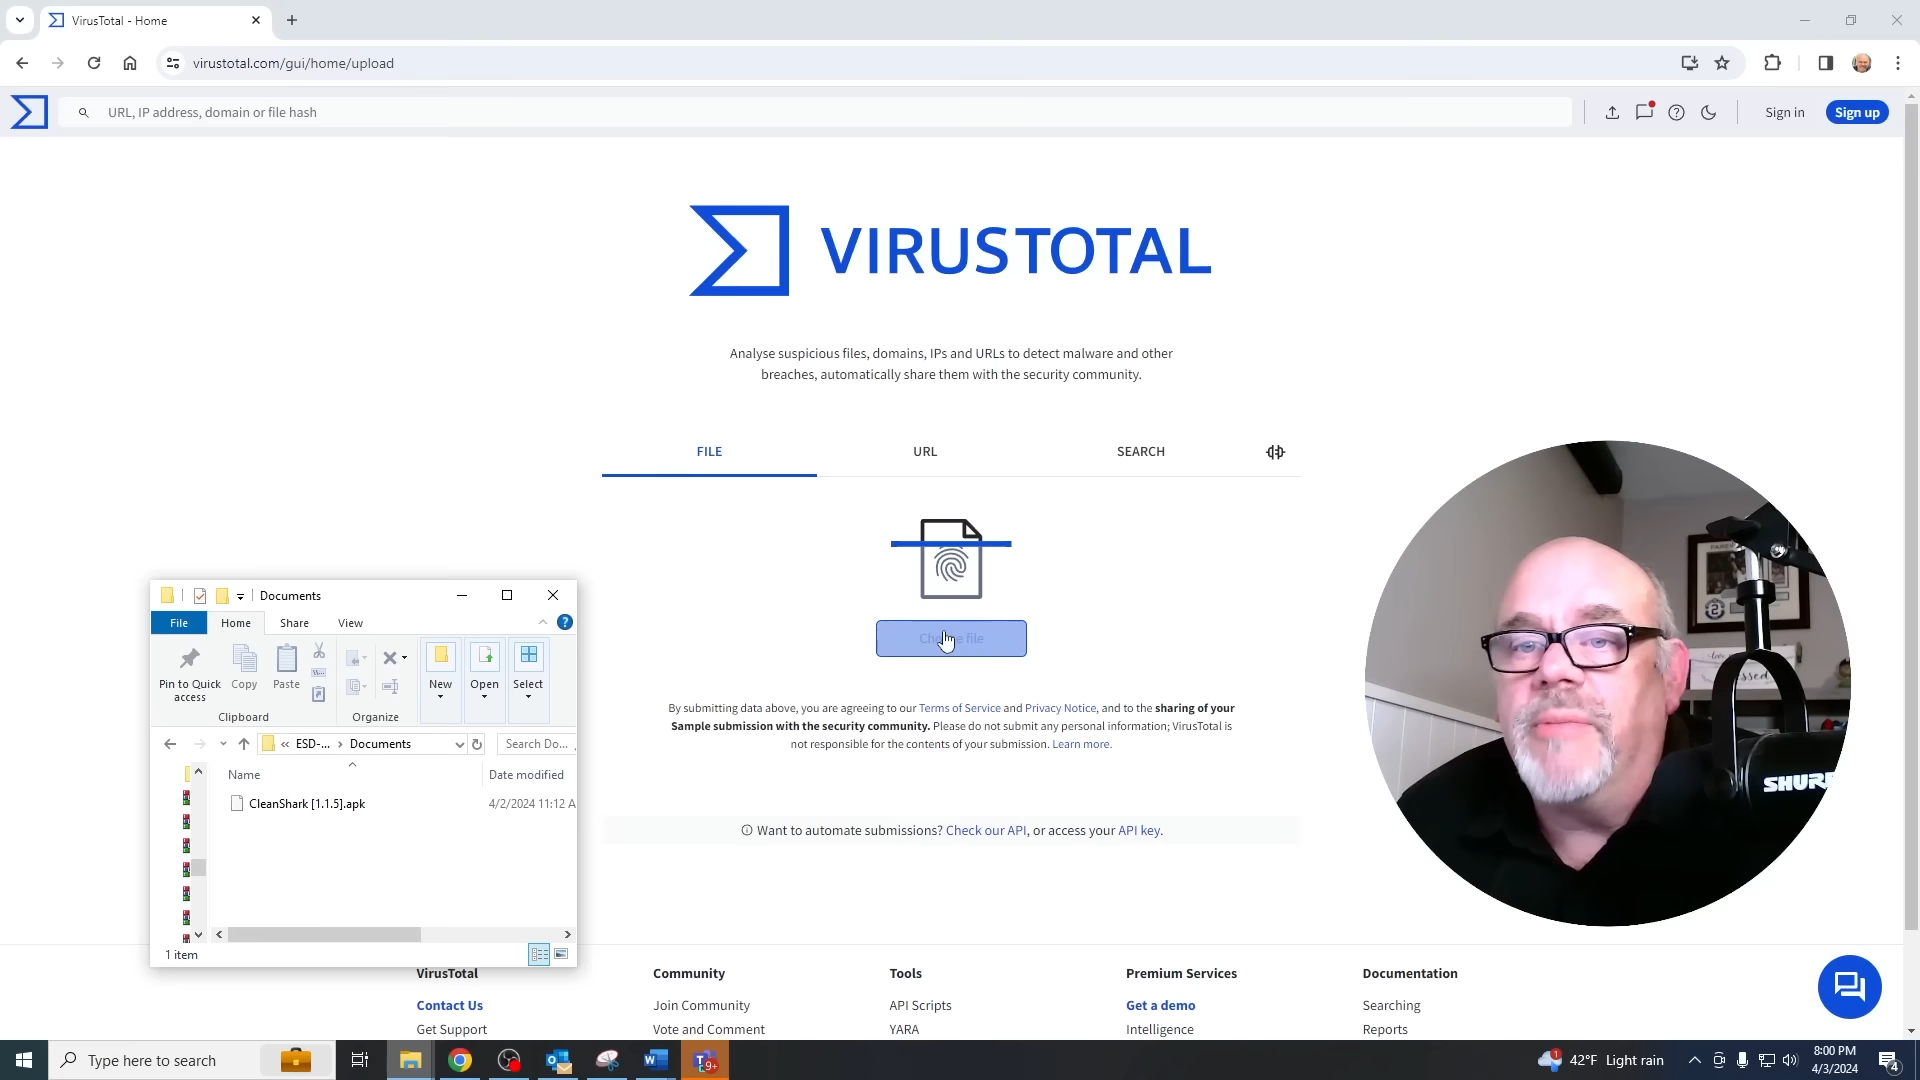 VirusTotal - Home
virustotal.com/gui/home/upload
URL, IP address, domain or file hash
Sign in
Sign up
VIRUSTOTAL
Analyse suspicious files, domains, IPs and URLs to detect malware and other
breaches, automatically share them with the security community.
FILE
URL
SEARCH
Choose file
By submitting data above, you are agreeing to our Terms of Service and Privacy Notice, and to the sharing of your
Sample submission with the security community. Please do not submit any personal information; VirusTotal is
not responsible for the contents of your submission. Learn more.
Want to automate submissions? Check our API, or access your API key.
Documents
File
Home
Share
View
Pin to Quick
access
Copy
Paste
New
Open
Select
Clipboard
Organize
« ESD-... > Documents
Search Do...
Name
Date modified
CleanShark [1.1.5].apk
4/2/2024 11:12 A
1 item
SHURE
VirusTotal
Community
Tools
Premium Services
Documentation
Contact Us
Join Community
API Scripts
Get a demo
Searching
Get Support
Vote and Comment
YARA
Intelligence
Reports
Type here to search
9+
1
42°F Light rain
8:00 PM
4/3/2024
4